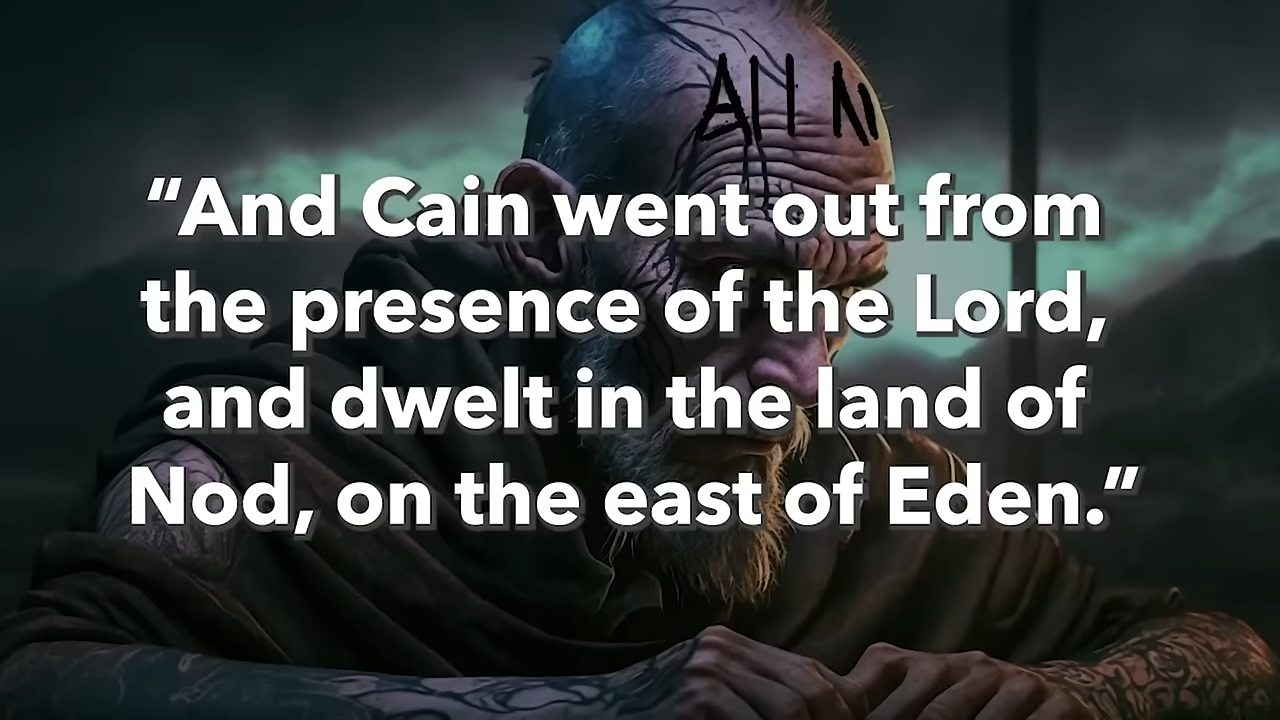 “And Cain went out from
the presence of the Lord,
and dwelt in the land of
Nod, on the east of Eden.”